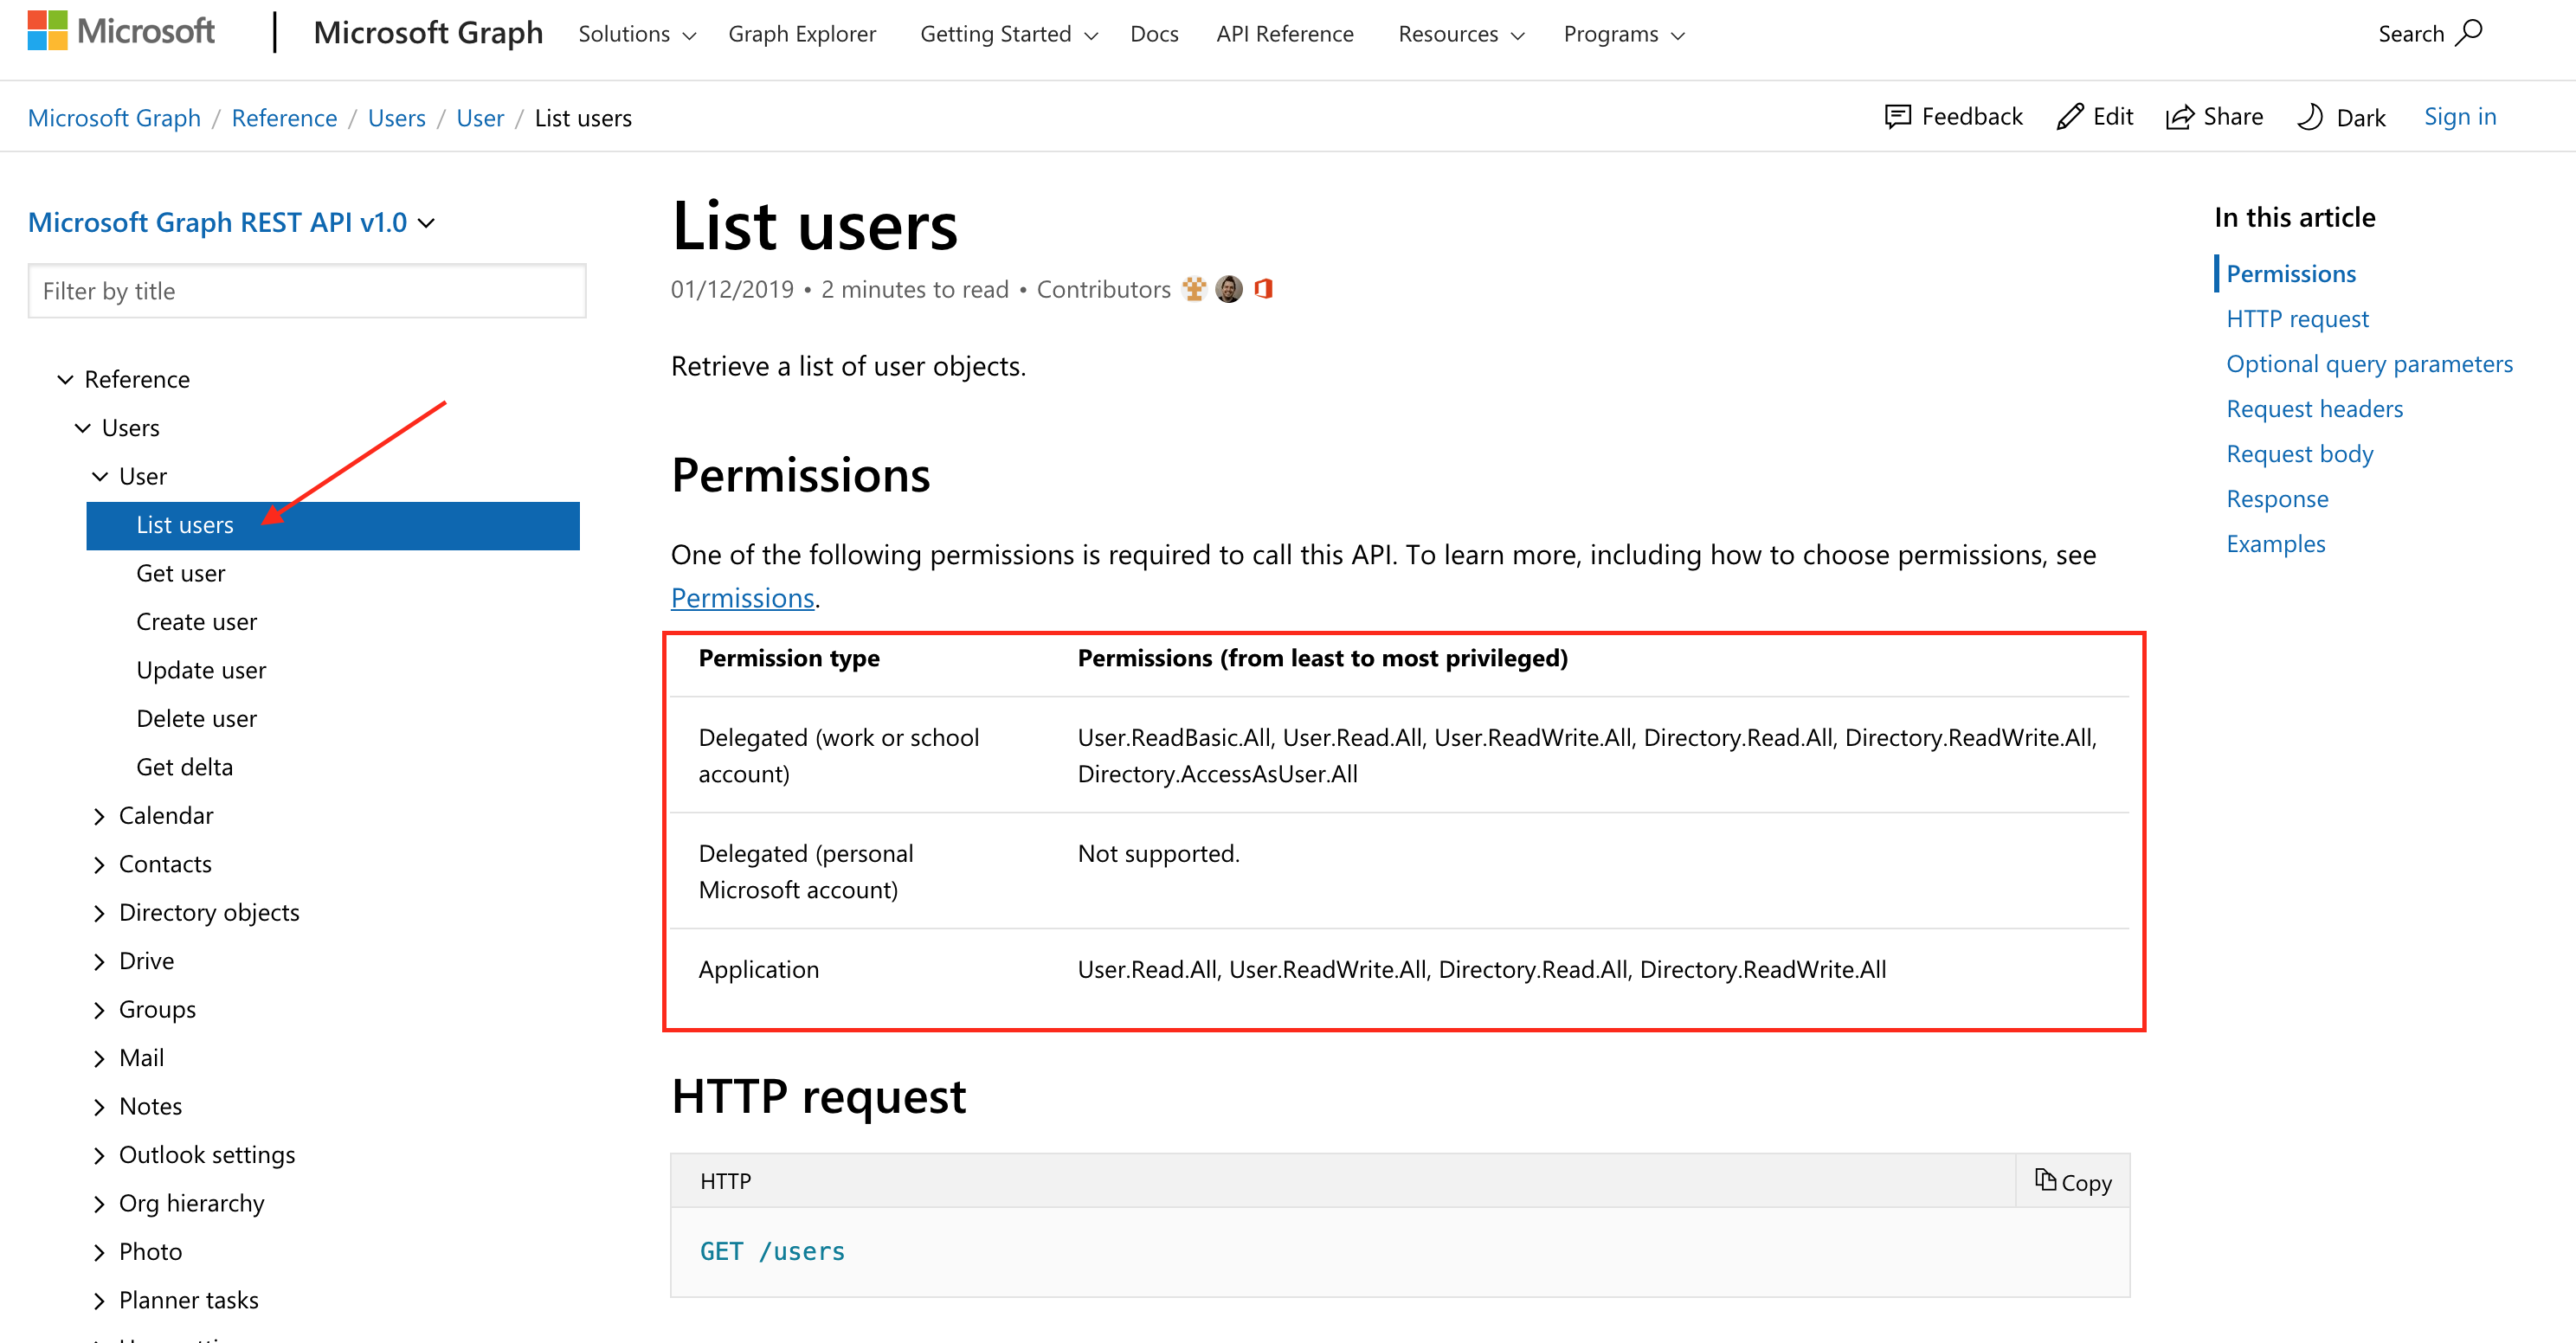 Microsoft
Microsoft Graph
Solutions
Graph Explorer
Getting Started
Docs
API Reference
Resources
Programs
Search
Microsoft Graph / Reference / Users / User / List users
Feedback
Edit
Share
Dark
Sign in
Microsoft Graph REST API v1.0
Filter by title
Reference
Users
User
List users
Get user
Create user
Update user
Delete user
Get delta
Calendar
Contacts
Directory objects
Drive
Groups
Mail
Notes
Outlook settings
Org hierarchy
Photo
Planner tasks
List users
01/12/2019 • 2 minutes to read • Contributors
Retrieve a list of user objects.
Permissions
One of the following permissions is required to call this API. To learn more, including how to choose permissions, see
Permissions.
Permission type
Permissions (from least to most privileged)
Delegated (work or school
account)
User.ReadBasic.All, User.Read.All, User.ReadWrite.All, Directory.Read.All, Directory.ReadWrite.All,
Directory.AccessAsUser.All
Delegated (personal
Microsoft account)
Not supported.
Application
User.Read.All, User.ReadWrite.All, Directory.Read.All, Directory.ReadWrite.All
HTTP request
HTTP
Copy
GET /users
In this article
Permissions
HTTP request
Optional query parameters
Request headers
Request body
Response
Examples